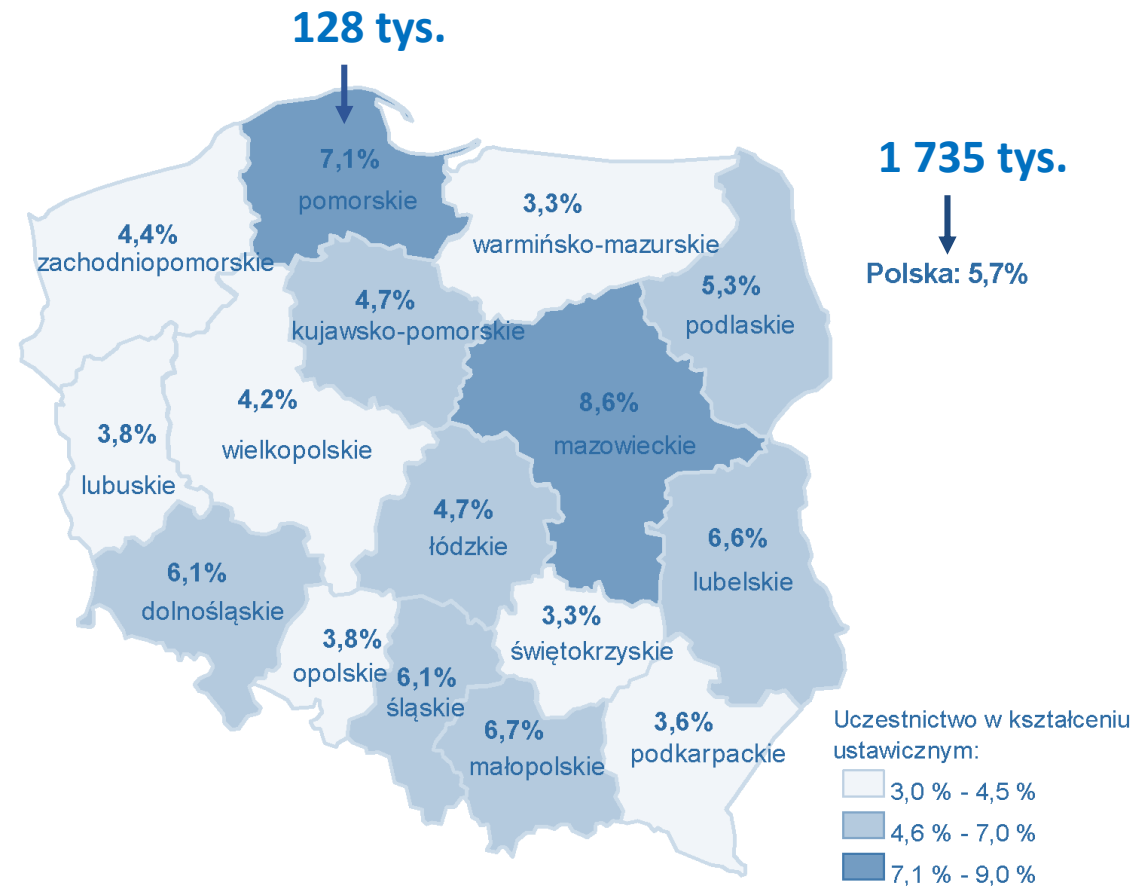 128 tys.
7,1%
pomorskie
1 735 tys.
Polska: 5,7%
3,3%
warmińsko-mazurskie
4,4%
zachodniopomorskie
5,3%
podlaskie
4,7%
kujawsko-pomorskie
8,6%
mazowieckie
4,2%
wielkopolskie
3,8%
lubuskie
4,7%
łódzkie
6,6%
lubelskie
6,1%
dolnośląskie
3,3%
świętokrzyskie
3,8%
opolskie
6,1%
śląskie
6,7%
małopolskie
3,6%
podkarpackie
Uczestnictwo w kształceniu
ustawicznym:
3,0 % - 4,5 %
4,6 % - 7,0 %
7,1 % - 9,0 %